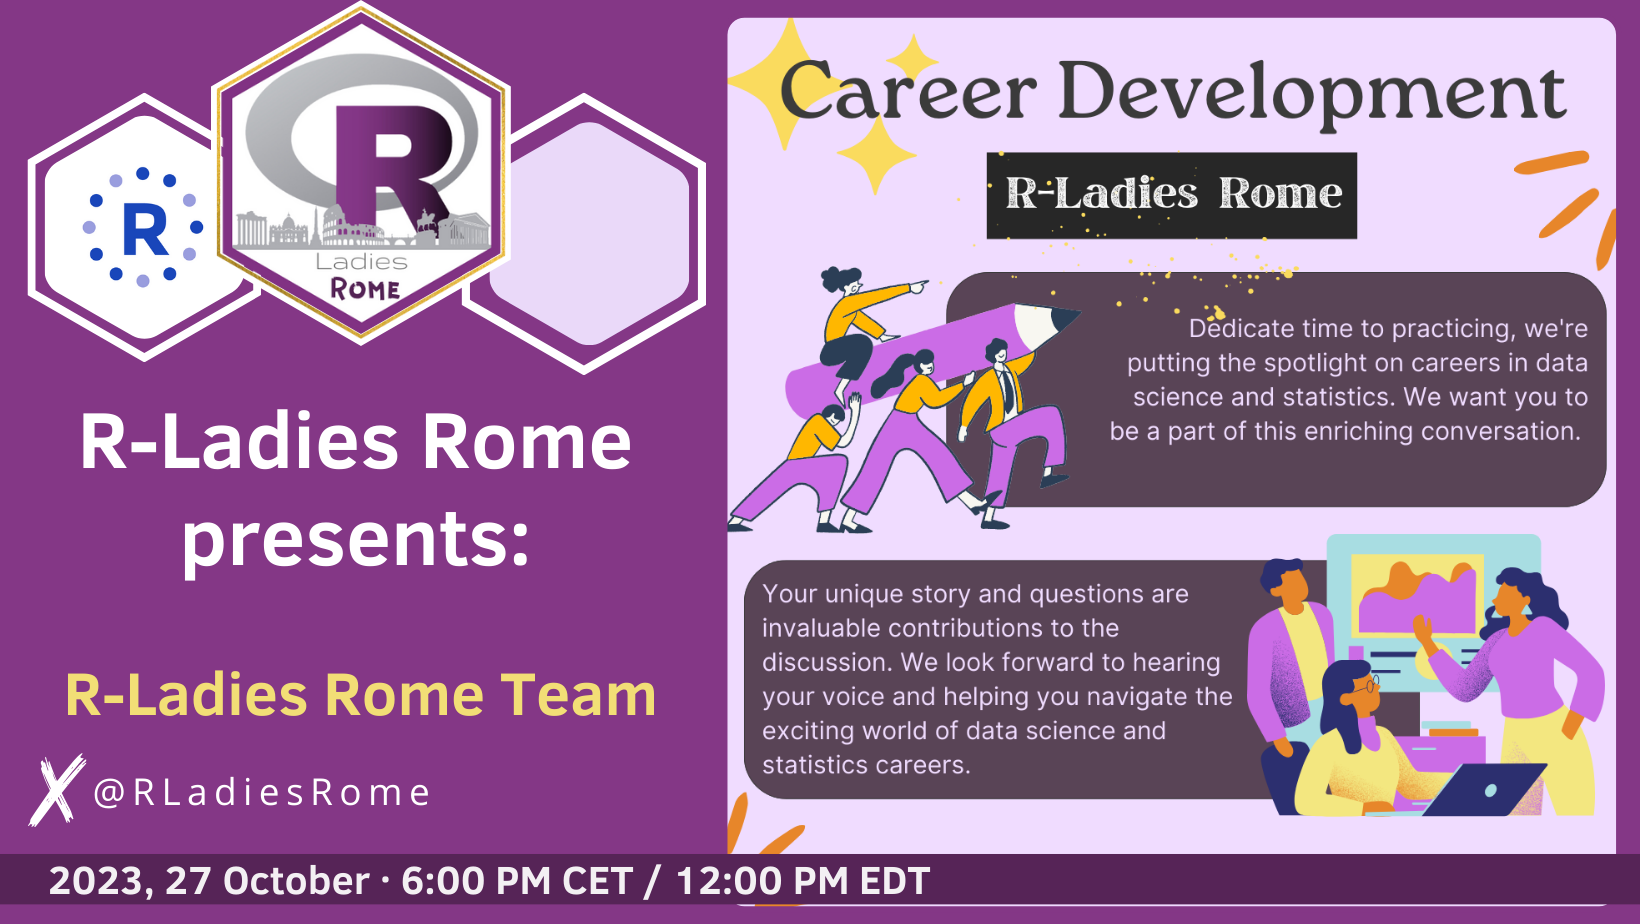 R
R
Ladies
ROME
R-Ladies Rome
presents:
R-Ladies Rome Team
X @RLadiesRome
Career Development
R-Ladies Rome
Dedicate time to practicing, we're
putting the spotlight on careers in data
science and statistics. We want you to
be a part of this enriching conversation.
Your unique story and questions are
invaluable contributions to the
discussion. We look forward to hearing
your voice and helping you navigate the
exciting world of data science and
statistics careers.
2023, 27 October · 6:00 PM CET / 12:00 PM EDT